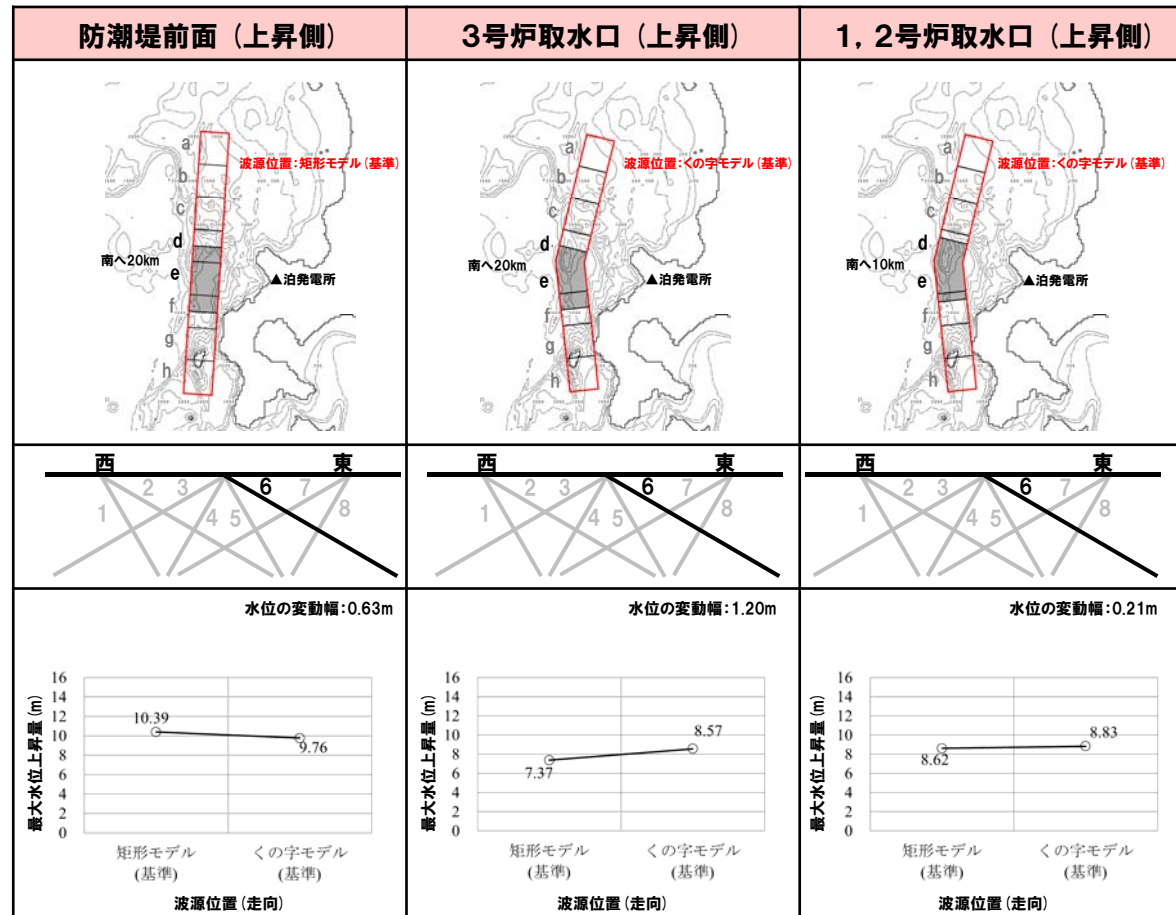 防潮堤前面（上昇側）
3号炉取水口（上昇側）
1，2号炉取水口（上昇側）
a
波源位置：矩形モデル（基準）
b
c
d
南へ20km
e
▲泊発電所
f
g
h
a
波源位置：くの字モデル（基準）
b
c
d
南へ20km
e
▲泊発電所
f
g
h
a
波源位置：くの字モデル（基準）
b
c
d
南へ10km
e
▲泊発電所
f
g
h
西 東
1 2 3 4 5 6 7 8
西 東
1 2 3 4 5 6 7 8
西 東
1 2 3 4 5 6 7 8
水位の変動幅：0.63m
最大水位上昇量（m）
16
14
12
10
8
6
4
2
0
10.39
9.76
矩形モデル
（基準）
くの字モデル
（基準）
波源位置（走向）
水位の変動幅：1.20m
最大水位上昇量（m）
16
14
12
10
8
6
4
2
0
7.37
8.57
矩形モデル
（基準）
くの字モデル
（基準）
波源位置（走向）
水位の変動幅：0.21m
最大水位上昇量（m）
16
14
12
10
8
6
4
2
0
8.62
8.83
矩形モデル
（基準）
くの字モデル
（基準）
波源位置（走向）